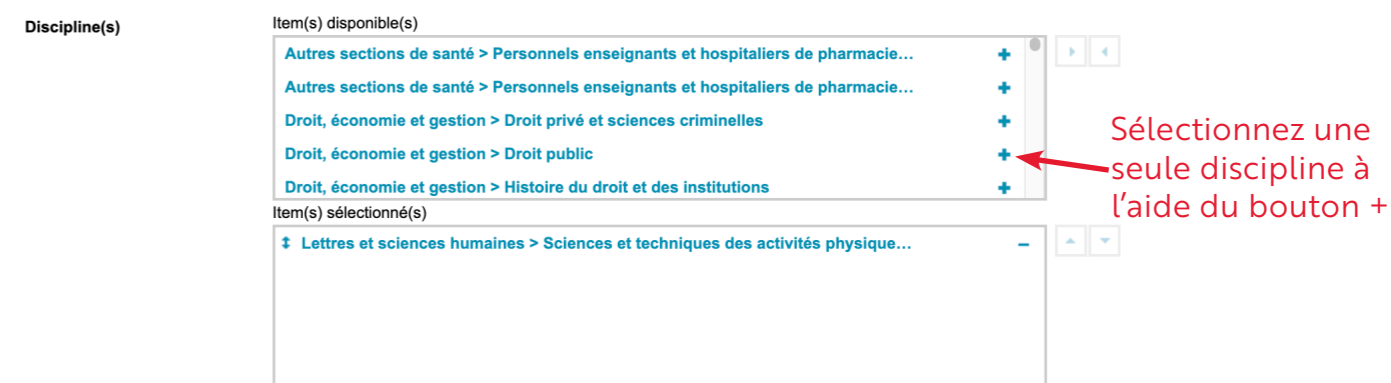 Discipline(s)
Item(s) disponible(s)
Autres sections de santé > Personnels enseignants et hospitaliers de pharmacie…
Autres sections de santé > Personnels enseignants et hospitaliers de pharmacie…
Droit, économie et gestion > Droit privé et sciences criminelles
Droit, économie et gestion > Droit public
Droit, économie et gestion > Histoire du droit et des institutions
Sélectionnez une
seule discipline à
l’aide du bouton +
Item(s) sélectionné(s)
Lettres et sciences humaines > Sciences et techniques des activités physique…